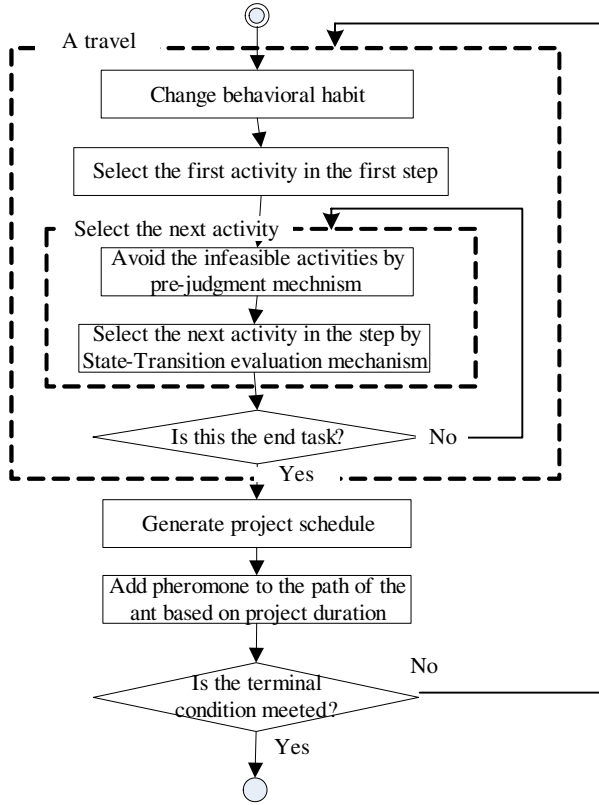 A travel
Change behavioral habit
Select the first activity in the first step
Select the next activity
Avoid the infeasible activities by
pre-judgment mechnism
Select the next activity in the step by
State-Transition evaluation mechanism
Is this the end task?
No
Yes
Generate project schedule
Add pheromone to the path of the
ant based on project duration
No
Is the terminal
condition meeted?
Yes